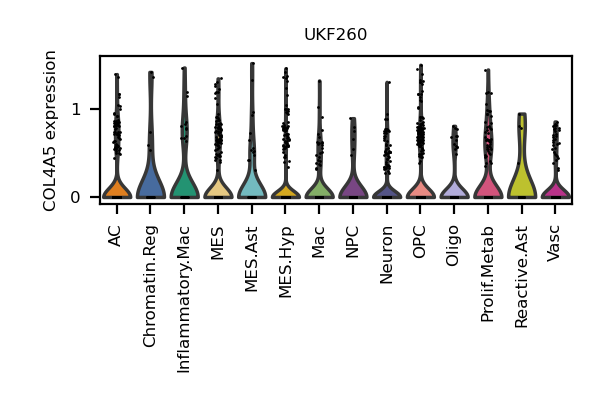 UKF260
COL4A5 expression
1
0
AC
Chromatin.Reg
Inflammatory.Mac
MES
MES.Ast
MES.Hyp
Mac
NPC
Neuron
OPC
Oligo
Prolif.Metab
Reactive.Ast
Vasc